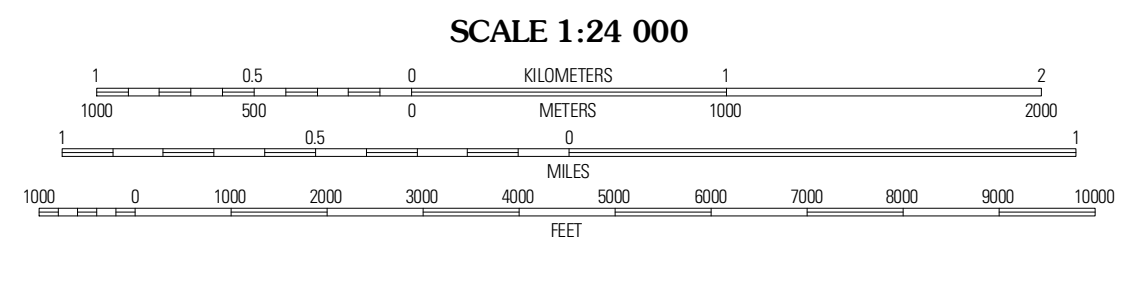 SCALE 1:24 000
1 0.5 0 KILOMETERS 1 2
1000 500 0 METERS 1000 2000
1 0.5 0 1
MILES
1000 0 1000 2000 3000 4000 5000 6000 7000 8000 9000 10000
FEET